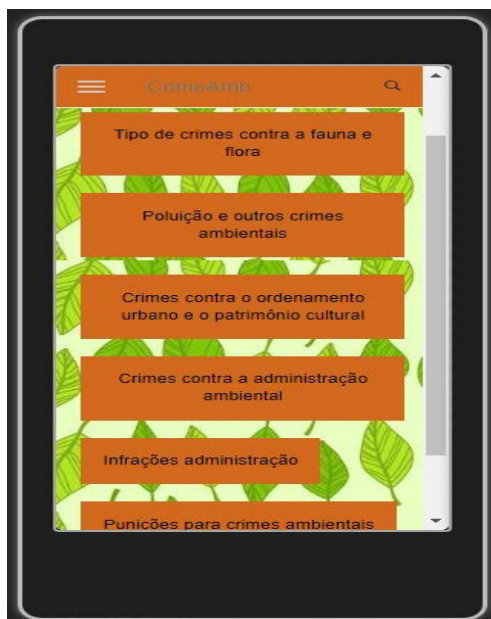 ComeAmb
Tipo de crimes contra a fauna e
flora
Poluição e outros crimes
ambientais
Crimes contra o ordenamento
urbano e o patrimônio cultural
Crimes contra a administração
ambiental
Infrações administração
Punições para crimes ambientais